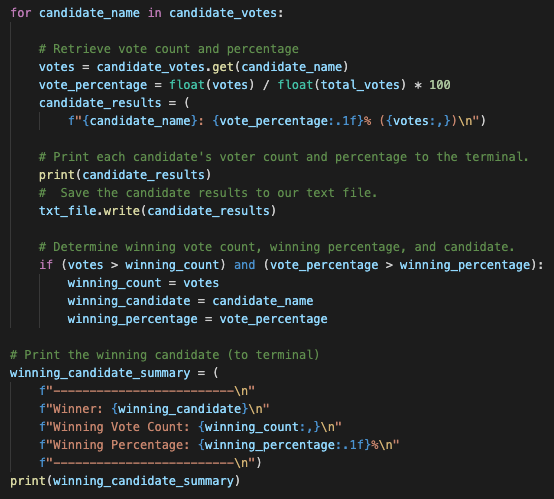 for candidate_name in candidate_votes:
# Retrieve vote count and percentage
votes = candidate_votes.get(candidate_name)
vote_percentage = float(votes) / float(total_votes) * 100
candidate_results = (
f"{candidate_name}: {vote_percentage:.1f}% ({votes:,})\n")
# Print each candidate's voter count and percentage to the terminal.
print(candidate_results)
#  Save the candidate results to our text file.
txt_file.write(candidate_results)
# Determine winning vote count, winning percentage, and candidate.
if (votes > winning_count) and (vote_percentage > winning_percentage):
winning_count = votes
winning_candidate = candidate_name
winning_percentage = vote_percentage
# Print the winning candidate (to terminal)
winning_candidate_summary = (
f"-------------------------\n"
f"Winner: {winning_candidate}\n"
f"Winning Vote Count: {winning_count:,}\n"
f"Winning Percentage: {winning_percentage:.1f}%\n"
f"-------------------------\n")
print(winning_candidate_summary)